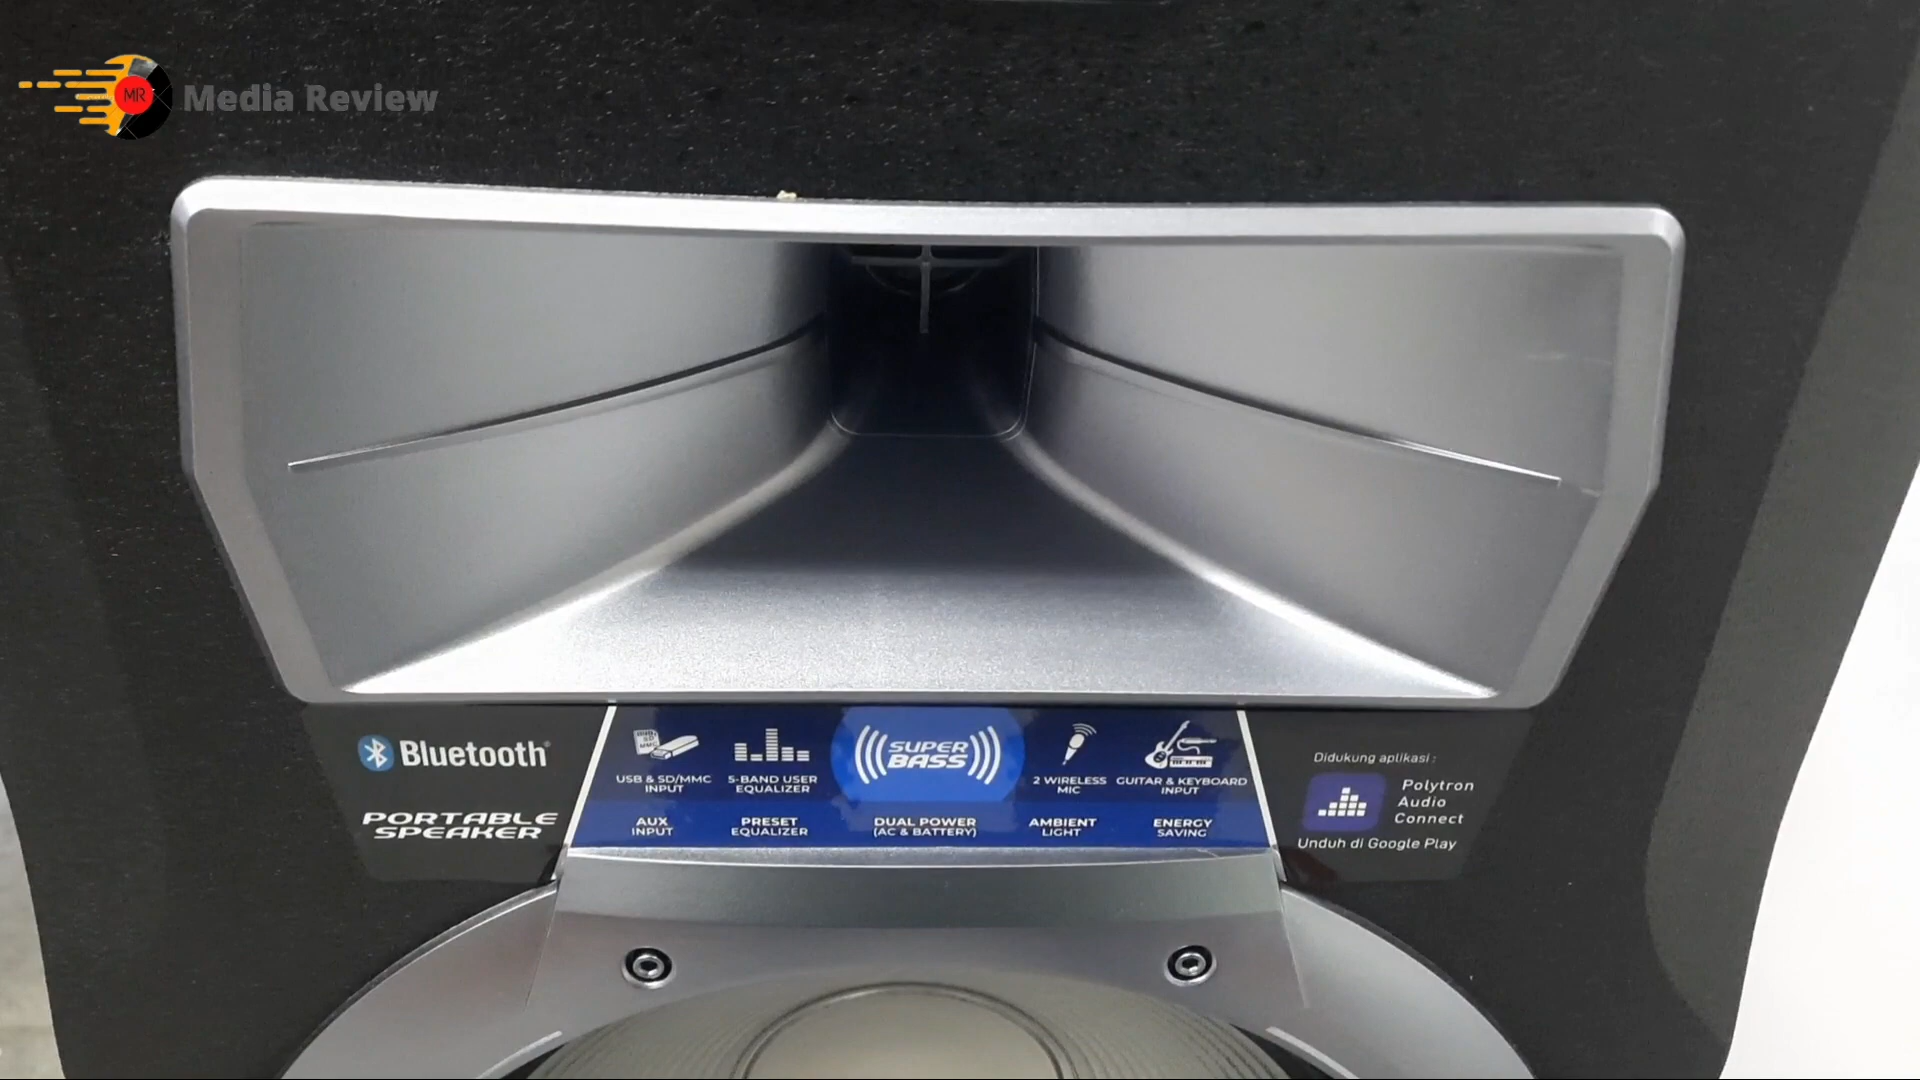 MR Media Review
Bluetooth®
PORTABLE
SPEAKER
SD
MMC
USB & SD/MMC
INPUT
5-BAND USER
EQUALIZER
SUPER
BASS
2 WIRELESS
MIC
GUITAR & KEYBOARD
INPUT
AUX
INPUT
PRESET
EQUALIZER
DUAL POWER
(AC & BATTERY)
AMBIENT
LIGHT
ENERGY
SAVING
Didukung aplikasi :
Polytron
Audio
Connect
Unduh di Google Play